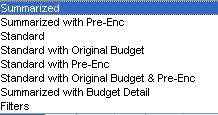 Summarized
Summarized with Pre-Enc
Standard
Standard with Original Budget
Standard with Pre-Enc
Standard with Original Budget & Pre-Enc
Summarized with Budget Detail
Filters